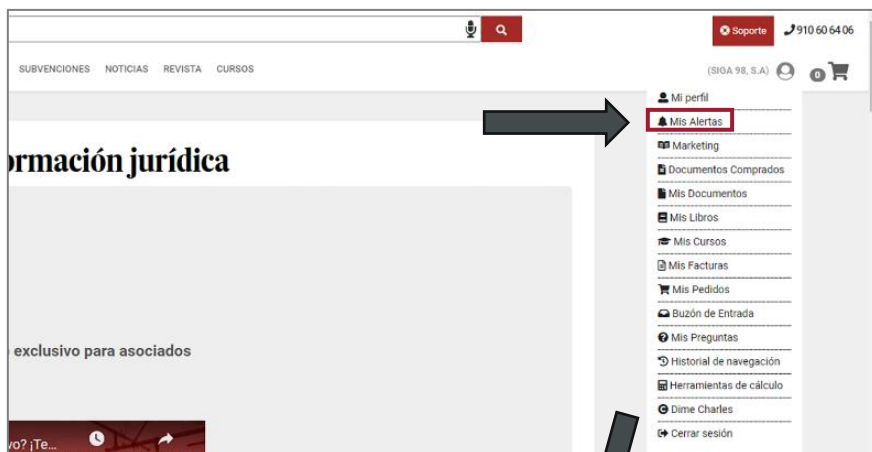 Soporte
910 60 64 06
SUBVENCIONES NOTICIAS REVISTA CURSOS
(SIGA 98, S.A)
0
Mi perfil
Mis Alertas
Marketing
Documentos Comprados
Mis Documentos
Mis Libros
Mis Cursos
Mis Facturas
Mis Pedidos
Buzón de Entrada
Mis Preguntas
Historial de navegación
Herramientas de cálculo
Dime Charles
Cerrar sesión
ormación jurídica
exclusivo para asociados
vo? ¡Te...